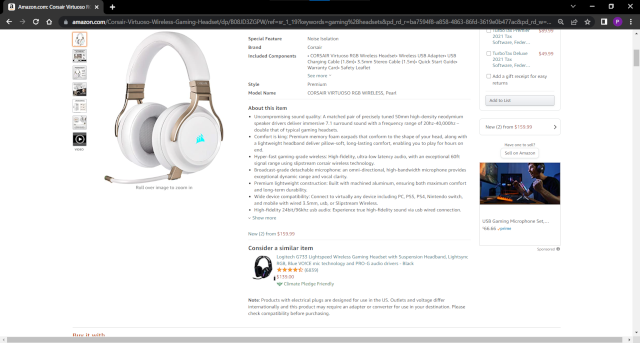 Amazon.com: Corsair Virtuoso R
amazon.com/Corsair-Virtuoso-Wireless-Gaming-Headset/dp/B08JD3ZGPW/ref=w_1_19?keywords=gaming%2Bheadsets&pd_rd_r=
VIDEO
Roll over image to zoom in
Special Feature Noise Isolation
Brand Corsair
Included Components
CORSAIR Virtuoso RGB Wireless Headset• Wireless USB Adapter• USB
Charging Cable (1.8m)• 3.5mm Stereo Cable (1.5m)• Quick Start Guide•
Warranty Card• Safety Leaflet
See more
Style Premium
Model Name CORSAIR VIRTUOSO RGB WIRELESS, Pearl
About this item
• Uncompromising sound quality: A matched pair of precisely tuned 50mm high-density neodymium
speaker drivers deliver immersive 7.1 surround sound with a frequency range of 20hz-40,000hz –
double that of typical gaming headsets.
• Comfort is king: Premium memory foam earpads that conform to the shape of your head, along with
a lightweight headband deliver pillow-soft, long-lasting comfort, enabling you to play for hours on
end.
• Hyper-fast gaming-grade wireless: High-fidelity, ultra-low latency audio, with an exceptional 60ft
signal range using slipstream corsair wireless technology.
• Broadcast-grade detachable microphone: an omni-directional, high-bandwidth microphone provides
exceptional dynamic range and vocal clarity.
• Premium lightweight construction: Built with machined aluminum, ensuring both maximum comfort
and long-term durability.
• Wide device compatibility: Connect to virtually any device including PC, PS5, PS4, Nintendo switch,
and mobile with wired 3.5mm, usb, or Slipstream Wireless.
• High-fidelity 24bit/96khz usb audio: Experience true high-fidelity sound via usb wired connection.
Show more
New (2) from $159.99
Consider a similar item
Logitech G733 Lightspeed Wireless Gaming Headset with Suspension Headband, Lightsync
RGB, Blue VO!CE mic technology and PRO-G audio drivers - Black
$139.00
Climate Pledge Friendly
Note: Products with electrical plugs are designed for use in the US. Outlets and voltage differ
internationally and this product may require an adapter or converter for use in your destination. Please
check compatibility before purchasing.
Buy it with
TurboTax Premier
2021 Tax
Software, Feder...
TurboTax Deluxe $49.99
2021 Tax
Software, Feder...
Add a gift receipt for easy
returns
Add to List
New (2) from $159.99
Have one to sell?
Sell on Amazon
USB Gaming Microphone Set,...
Sponsored